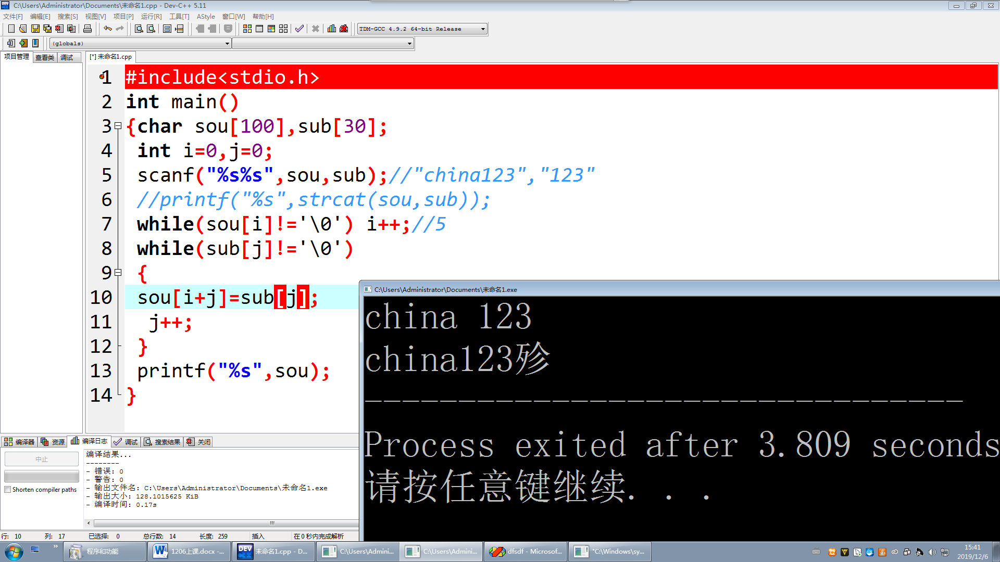 C:\Users\Administrator\Documents\未命名1.cpp - Dev-C++ 5.11
文件[F] 编辑[E] 搜索[S] 视图[V] 项目[P] 运行[R] 工具[T] AStyle 窗口[W] 帮助[H]
TDM-GCC 4.9.2 64-bit Release
(globals)
项目管理 查看类 调试 [*] 未命名1.cpp
1 #include<stdio.h>
2 int main()
3 {char sou[100],sub[30];
4 int i=0,j=0;
5 scanf("%s%s",sou,sub);//"china123","123"
6 //printf("%s",strcat(sou,sub));
7 while(sou[i]!='\0') i++;//5
8 while(sub[j]!='\0')
9 {
10 sou[i+j]=sub[j];
11 j++;
12 }
13 printf("%s",sou);
14 }
C:\Users\Administrator\Documents\未命名1.exe
china 123
china123殄
--------------------------------
Process exited after 3.809 seconds
请按任意键继续. . .
编译器 资源 编译日志 调试 搜索结果 关闭
中止
Shorten compiler paths
编译结果...
--------
- 错误: 0
- 警告: 0
- 输出文件名: C:\Users\Administrator\Documents\未命名1.exe
- 输出大小: 128.1015625 KiB
- 编译时间: 0.17s
行: 10 列: 17 已选择: 0 总行数: 14 长度: 259 插入 在 0 秒内完成解析
程序和功能 1206上课.docx -... 未命名1.cpp - D... C:\Users\Admini... C:\Users\Admini... dfsdf - Microsof... "C:\Windows\sy...
15:41
2019/12/6